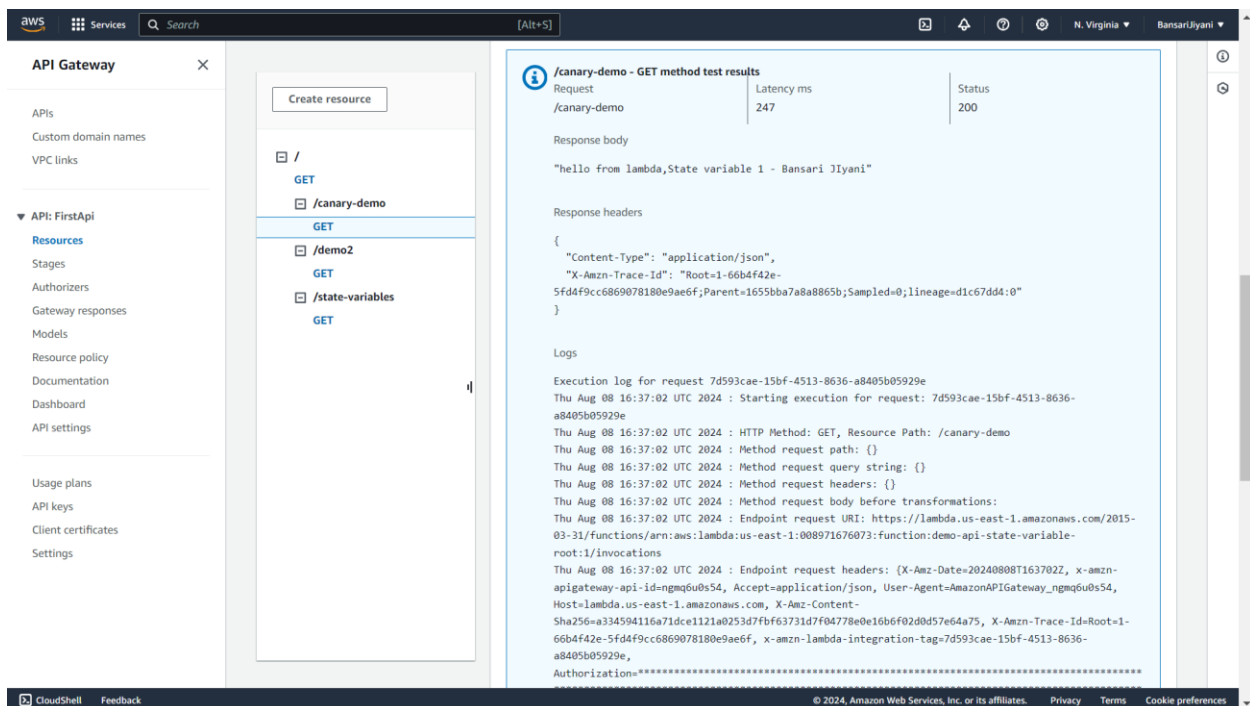 aws
Services
Search
[Alt+S]
N. Virginia ▼
BansariJiyani ▼
API Gateway
APIs
Custom domain names
VPC links
▼ API: FirstApi
Resources
Stages
Authorizers
Gateway responses
Models
Resource policy
Documentation
Dashboard
API settings
Usage plans
API keys
Client certificates
Settings
Create resource
/
GET
/canary-demo
GET
/demo2
GET
/state-variables
GET
/canary-demo - GET method test results
Request
/canary-demo
Latency ms
247
Status
200
Response body
"hello from lambda,State variable 1 - Bansari JIyani"
Response headers
{
"Content-Type": "application/json",
"X-Amzn-Trace-Id": "Root=1-66b4f42e-
5fd4f9cc6869078180e9ae6f;Parent=1655bba7a8a8865b;Sampled=0;lineage=d1c67dd4:0"
}
Logs
Execution log for request 7d593cae-15bf-4513-8636-a8405b05929e
Thu Aug 08 16:37:02 UTC 2024 : Starting execution for request: 7d593cae-15bf-4513-8636-
a8405b05929e
Thu Aug 08 16:37:02 UTC 2024 : HTTP Method: GET, Resource Path: /canary-demo
Thu Aug 08 16:37:02 UTC 2024 : Method request path: {}
Thu Aug 08 16:37:02 UTC 2024 : Method request query string: {}
Thu Aug 08 16:37:02 UTC 2024 : Method request headers: {}
Thu Aug 08 16:37:02 UTC 2024 : Method request body before transformations:
Thu Aug 08 16:37:02 UTC 2024 : Endpoint request URI: https://lambda.us-east-1.amazonaws.com/2015-
03-31/functions/arn:aws:lambda:us-east-1:008971676073:function:demo-api-state-variable-
root:1/invocations
Thu Aug 08 16:37:02 UTC 2024 : Endpoint request headers: {X-Amz-Date=20240808T163702Z, x-amzn-
apigateway-api-id=ngmq6u0s54, Accept=application/json, User-Agent=AmazonAPIGateway_ngmq6u0s54,
Host=lambda.us-east-1.amazonaws.com, X-Amz-Content-
Sha256=a334594116a71dce1121a0253d7fbf63731d7f04778e0e16b6f02d0d57e64a75, X-Amzn-Trace-Id=Root=1-
66b4f42e-5fd4f9cc6869078180e9ae6f, x-amzn-lambda-integration-tag=7d593cae-15bf-4513-8636-
a8405b05929e,
Authorization=************************************************************************************
CloudShell
Feedback
© 2024, Amazon Web Services, Inc. or its affiliates.
Privacy
Terms
Cookie preferences